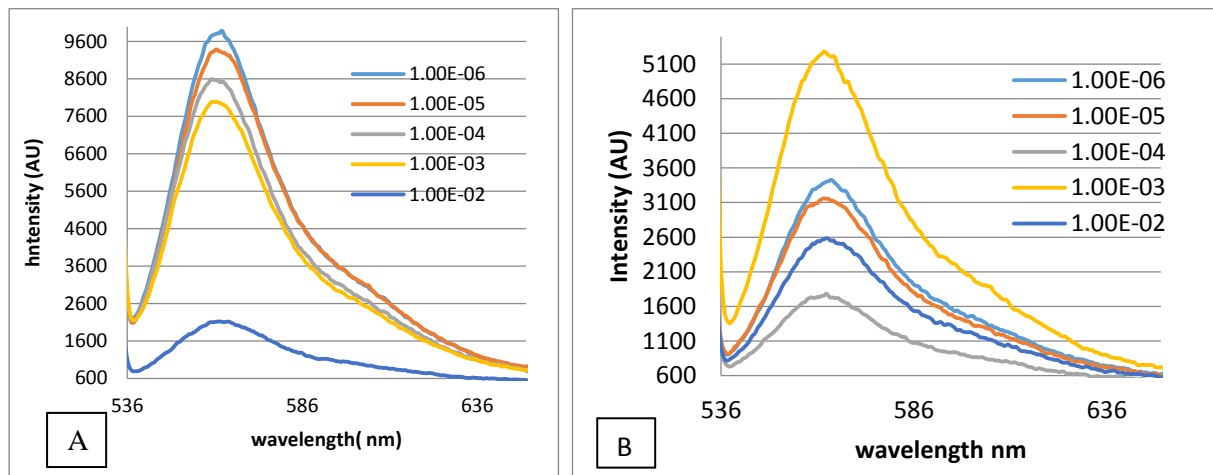 9600
8600
7600
6600
5600
4600
3600
2600
1600
600
hntensity (AU)
1.00E-06
1.00E-05
1.00E-04
1.00E-03
1.00E-02
536 586 636
wavelength( nm)
A
5100
4600
4100
3600
3100
2600
2100
1600
1100
600
Intensity (AU)
1.00E-06
1.00E-05
1.00E-04
1.00E-03
1.00E-02
536 586 636
wavelength nm
B